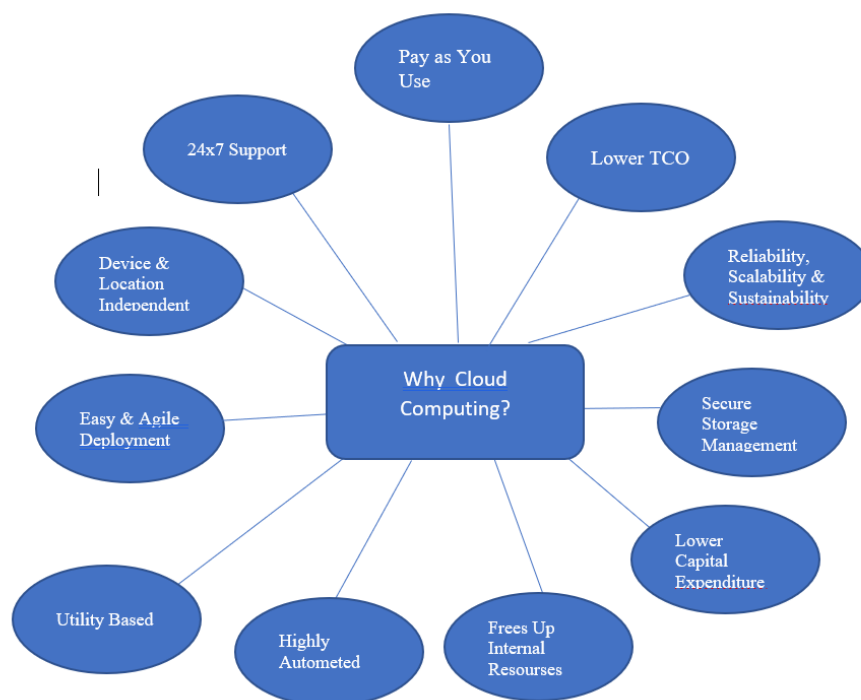 Pay as You
Use
24x7 Support
Lower TCO
Device &
Location
Independent
Reliability,
Scalability &
Sustainability
Why Cloud
Computing?
Easy & Agile
Deployment
Secure
Storage
Management
Lower
Capital
Expenditure
Utility Based
Highly
Autometed
Frees Up
Internal
Resourses